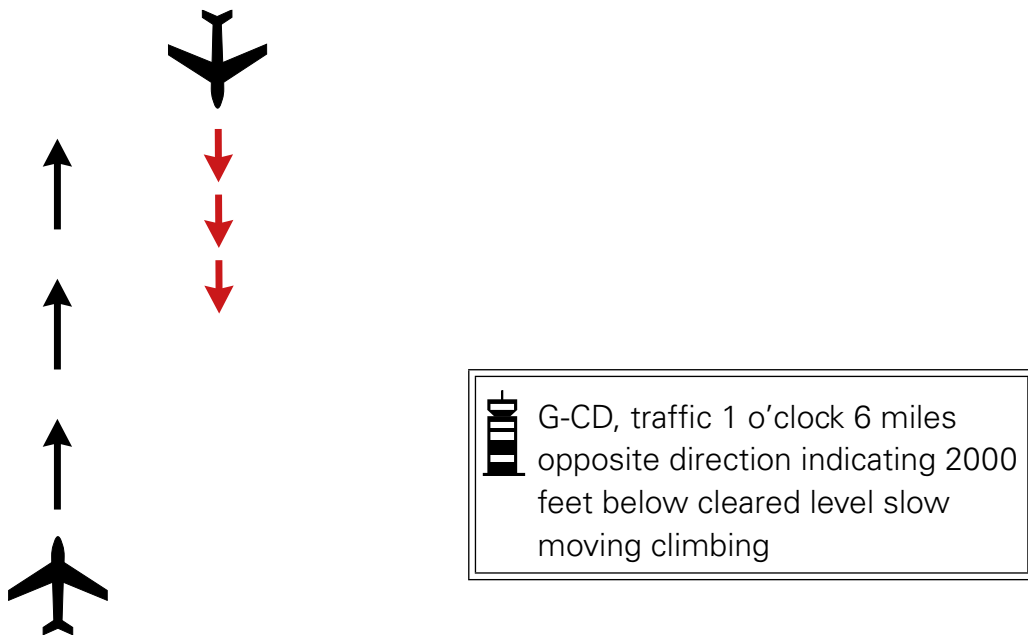 G-CD, traffic 1 o’clock 6 miles
opposite direction indicating 2000
feet below cleared level slow
moving climbing